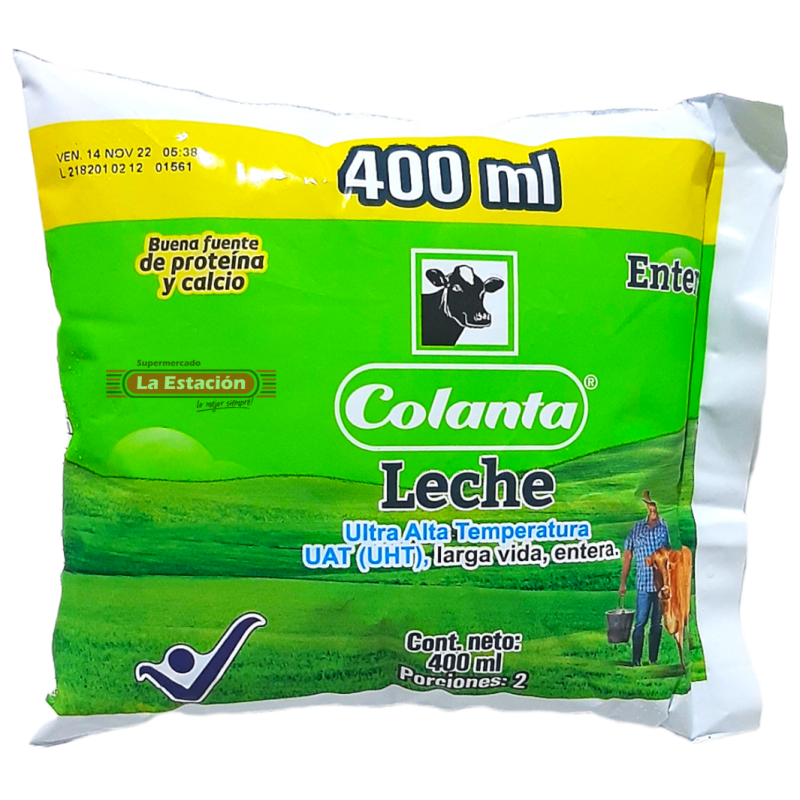 VEN. 14 NOV 22 05:38
L 218201 02 12 01561
400 ml
Buena fuente
de proteína
y calcio
Supermercado
La Estación
lo mejor siempre!
Colanta®
Leche
Ultra Alta Temperatura
UAT (UHT), larga vida, entera.
Cont. neto:
400 ml
Porciones: 2